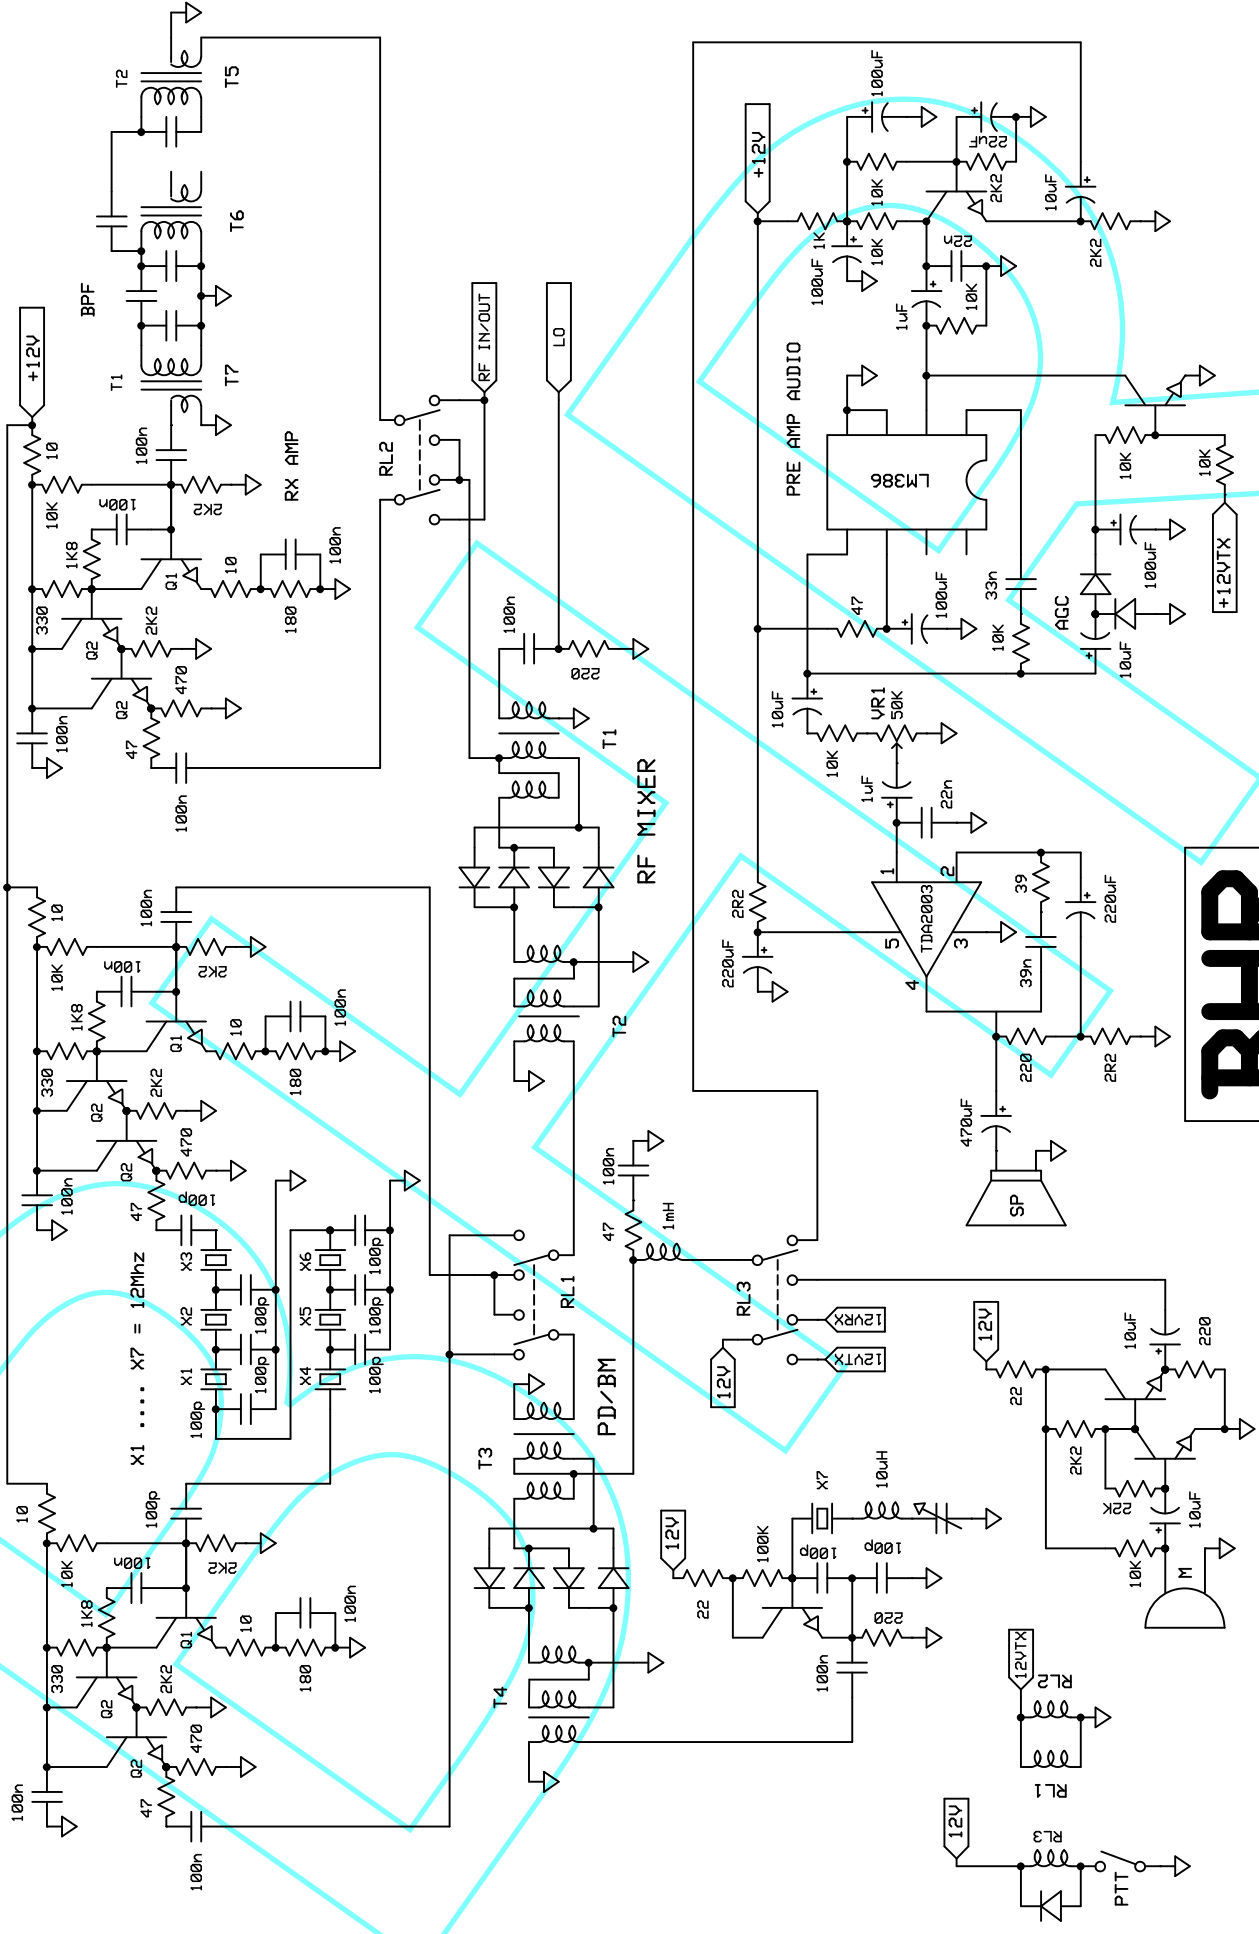 +12V
10
10K
330
1K8
100n
Q1
2K2
Q2
2K2
Q2
470
47
100n
100n
10
180
100n
100n
RX AMP
T1
T7
BPF
T6
T2
T5
RL2
RF IN/OUT
LO
100n
220
T1
RF MIXER
T2
10
10K
330
1K8
100n
Q1
2K2
Q2
2K2
Q2
470
47
100n
100n
10
180
100n
100p
X1 .... X7 = 12Mhz
X3
X2
X1
100p
100p
100p
X6
X5
X4
100p
100p
100p
10
10K
330
1K8
100n
Q1
2K2
Q2
2K2
Q2
470
47
100n
100n
10
180
100n
100p
RL1
PD/BM
T3
T4
47
100n
1mH
RL3
12V
12VRX
12VTX
12V
22
100K
100p
100p
X7
10uH
220
100n
+12V
1K
100uF
10K
10K
100uF
22uF
2K2
10uF
2K2
22n
10K
1uF
PRE AMP AUDIO
LM386
47
100uF
33n
10K
AGC
10uF
100uF
10K
10K
+12VTX
10uF
10K
VR1
50K
1uF
22n
2R2
220uF
TDA2003
1
2
3
4
5
39
39n
220uF
220
2R2
470uF
SP
12V
22
2K2
22K
10K
10uF
10uF
220
M
12VTX
RL2
RL1
12V
RL3
PTT
RHP